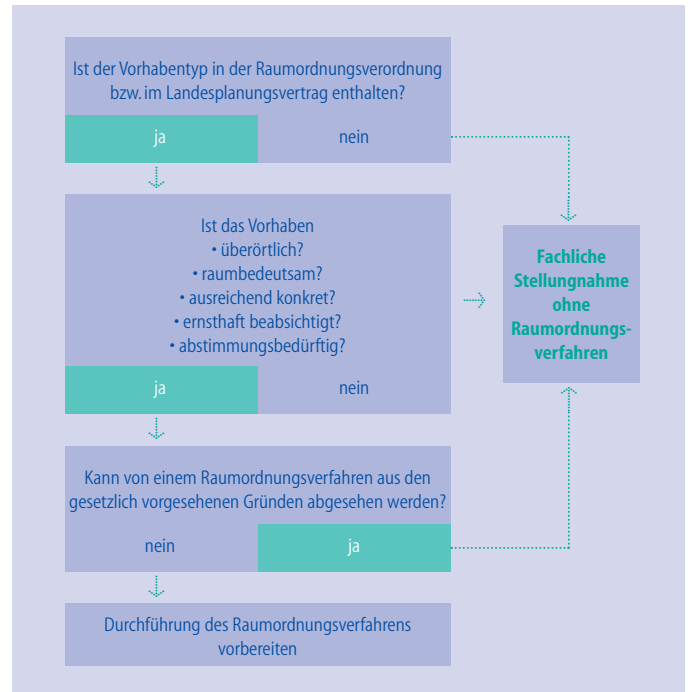 Ist der Vorhabentyp in der Raumordnungsverordnung
bzw. im Landesplanungsvertrag enthalten?
ja
nein
Ist das Vorhaben
• überörtlich?
• raumbedeutsam?
• ausreichend konkret?
• ernsthaft beabsichtigt?
• abstimmungsbedürftig?
ja
nein
Fachliche
Stellungnahme
ohne
Raumordnungs-
verfahren
Kann von einem Raumordnungsverfahren aus den
gesetzlich vorgesehenen Gründen abgesehen werden?
nein
ja
Durchführung des Raumordnungsverfahrens
vorbereiten